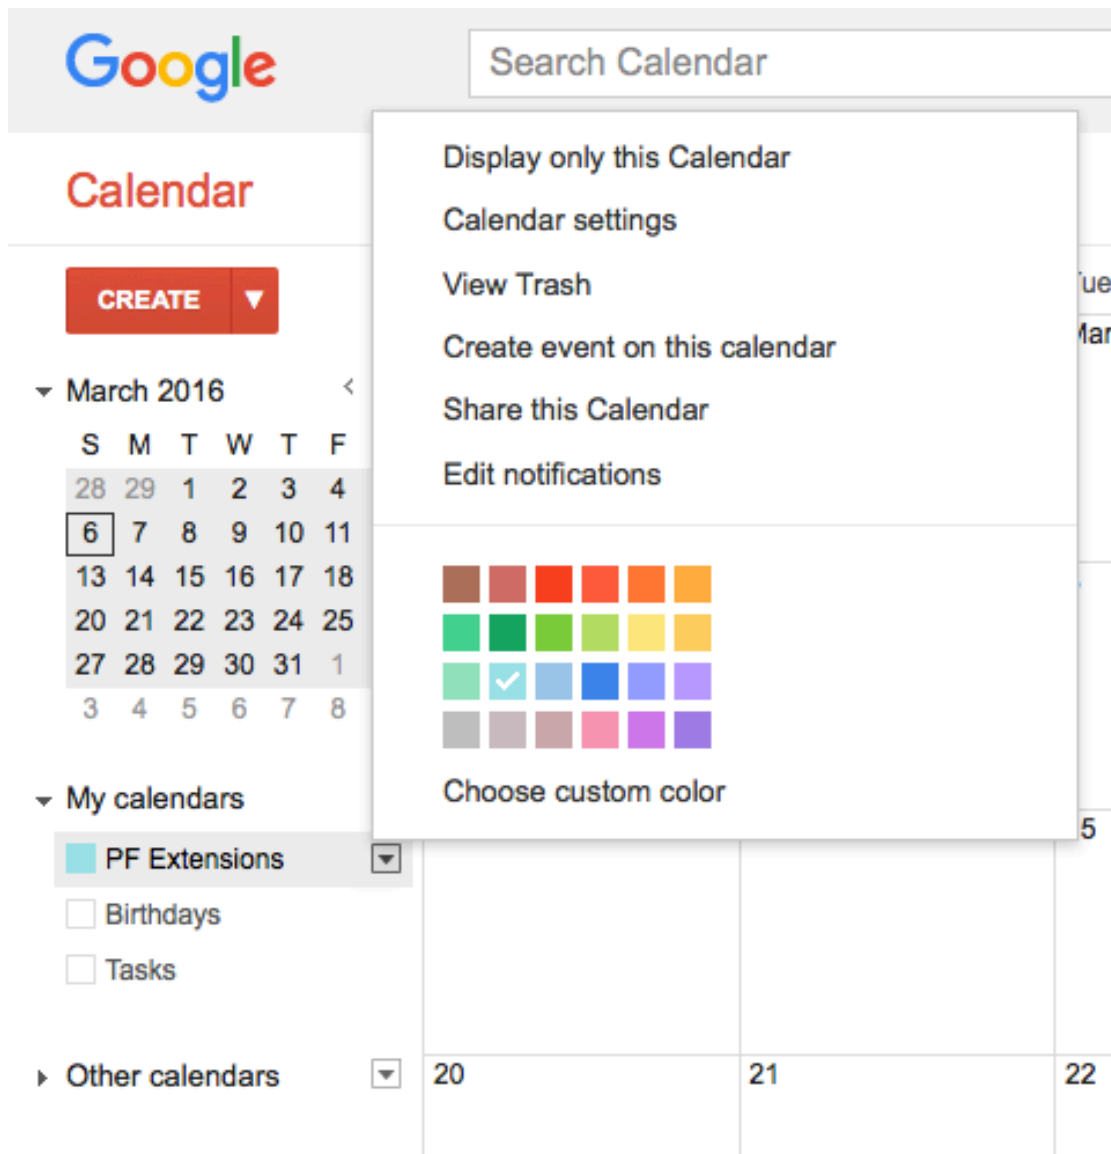 Google
Search Calendar
Calendar
Display only this Calendar
Calendar settings
View Trash
Create event on this calendar
Share this Calendar
Edit notifications
Choose custom color
CREATE
March 2016
S M T W T F
28 29 1 2 3 4
6 7 8 9 10 11
13 14 15 16 17 18
20 21 22 23 24 25
27 28 29 30 31 1
3 4 5 6 7 8
My calendars
PF Extensions
Birthdays
Tasks
Other calendars
20 21 22